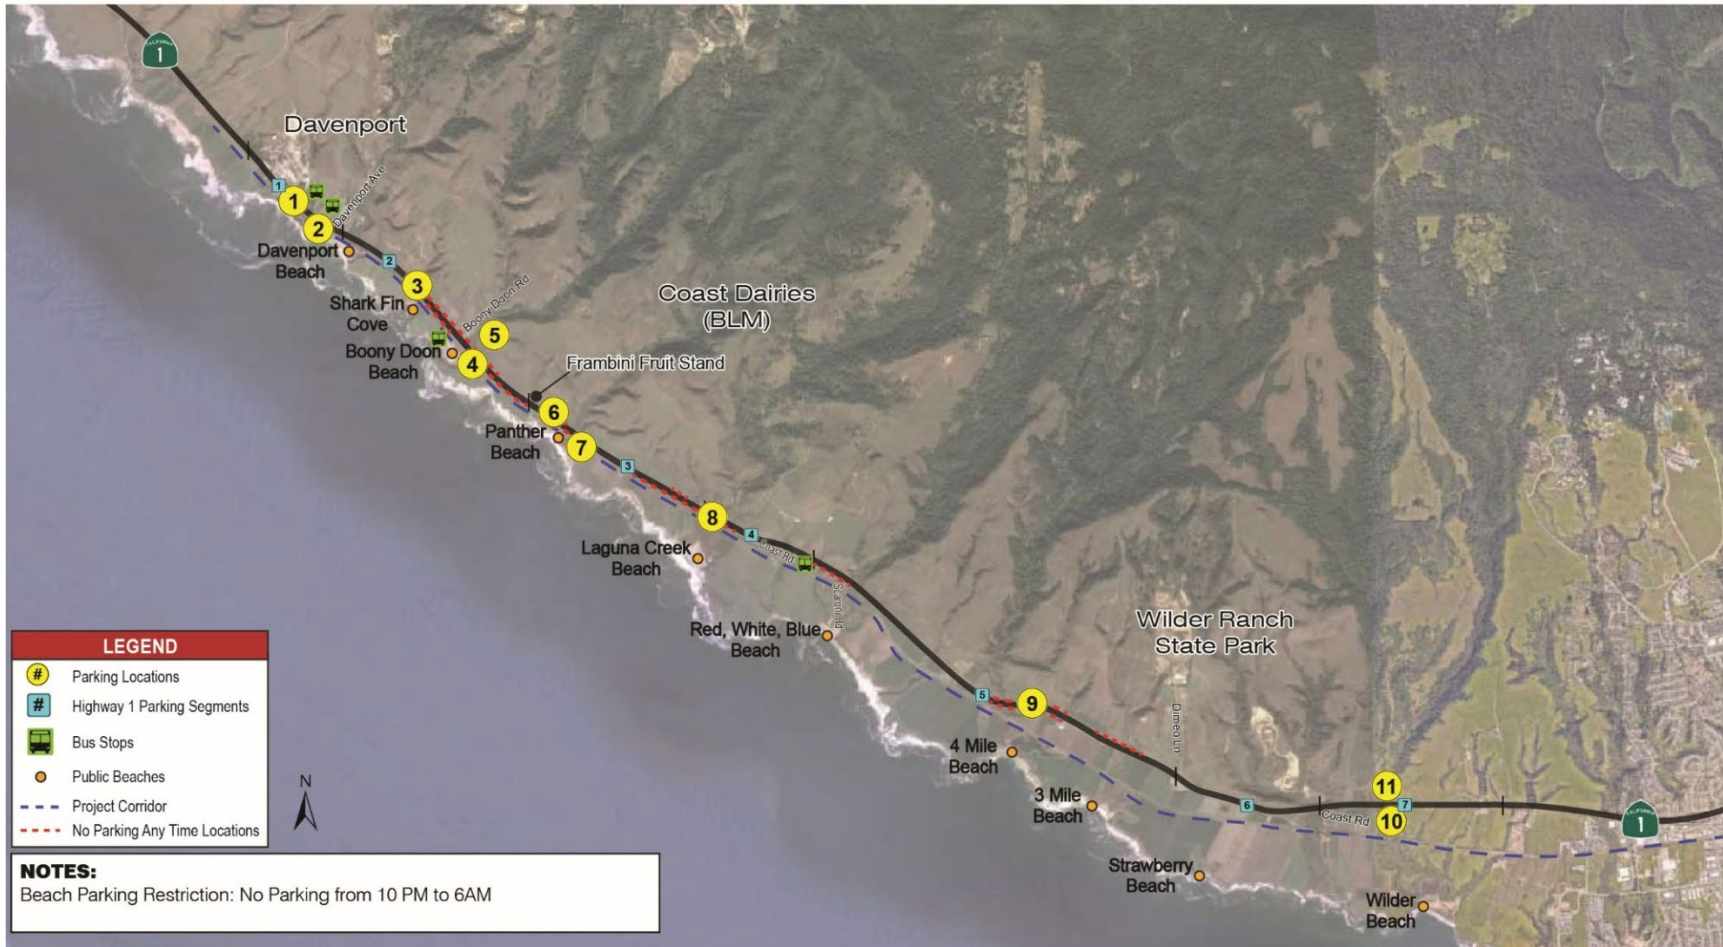 CALIFORNIA
1
Davenport
1
1
2
Davenport Ave
Davenport
Beach
2
3
Shark Fin
Cove
Boony Doon Rd
5
Boony Doon
Beach
4
Coast Dairies
(BLM)
Frambini Fruit Stand
6
Panther
Beach
7
3
8
4
Coast Rd
Laguna Creek
Beach
Scaroni Rd
Red, White, Blue
Beach
Wilder Ranch
State Park
5
9
Dimeo Ln
4 Mile
Beach
3 Mile
Beach
6
11
7
10
Coast Rd
CALIFORNIA
1
Strawberry
Beach
Wilder
Beach
N
LEGEND
# Parking Locations
# Highway 1 Parking Segments
Bus Stops
Public Beaches
Project Corridor
No Parking Any Time Locations
NOTES:
Beach Parking Restriction: No Parking from 10 PM to 6AM